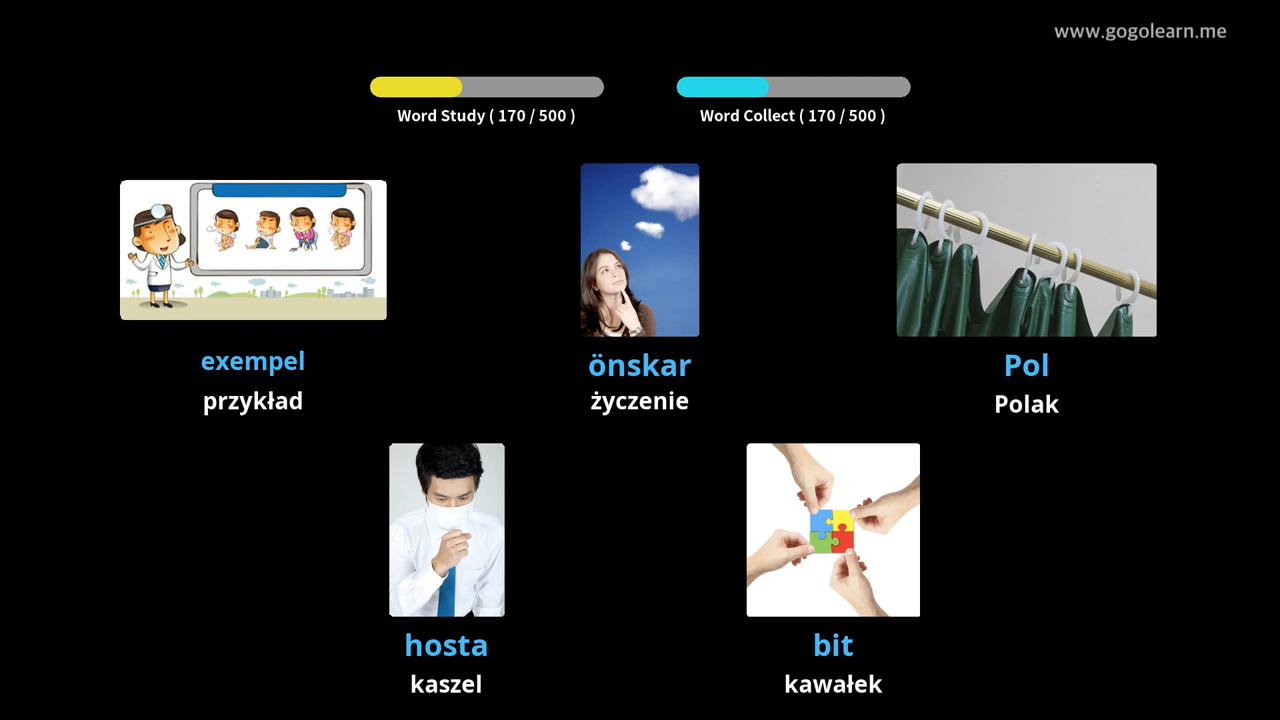 www.gogolearn.me
Word Study ( 170 / 500 )
Word Collect ( 170 / 500 )
exempel
przykład
önskar
życzenie
Pol
Polak
hosta
kaszel
bit
kawałek